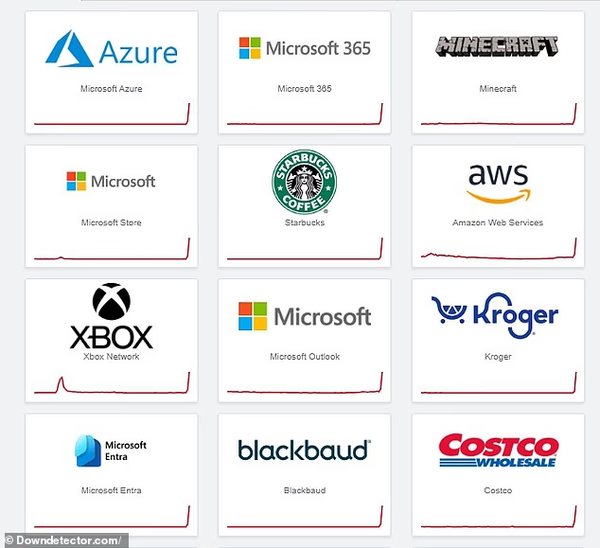 Azure
Microsoft Azure
Microsoft 365
Microsoft 365
MINECRAFT
Minecraft
Microsoft
Microsoft Store
STARBUCKS
COFFEE
®
Starbucks
aws
Amazon Web Services
XBOX
Xbox Network
Microsoft
Microsoft Outlook
Kroger
Kroger
Microsoft
Entra
Microsoft Entra
blackbaud
Blackbaud
COSTCO
WHOLESALE
Costco
© Downdetector.com/